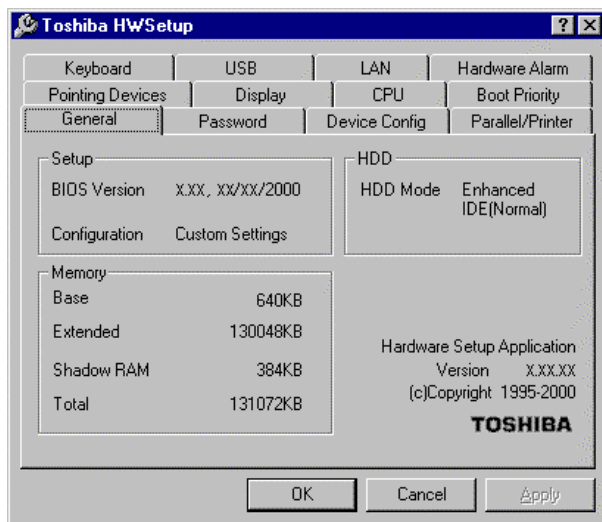 Toshiba HWSetup
Keyboard USB LAN Hardware Alarm
Pointing Devices Display CPU Boot Priority
General Password Device Config Parallel/Printer
Setup
BIOS Version X.XX, XX/XX/2000
Configuration Custom Settings
HDD
HDD Mode Enhanced
IDE(Normal)
Memory
Base 640KB
Extended 130048KB
Shadow RAM 384KB
Total 131072KB
Hardware Setup Application
Version X.XX.XX
(c)Copyright 1995-2000
TOSHIBA
OK Cancel Apply